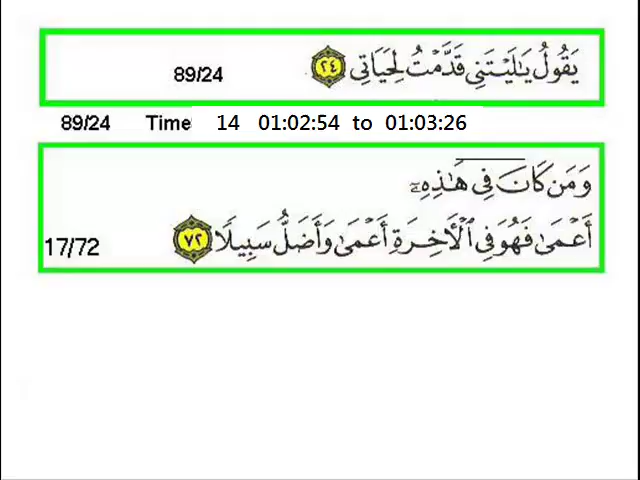 يَقُولُ يَـٰلَيْتَنِى قَدَّمْتُ لِحَيَاتِى ٢٤ 89/24
89/24 Time 14 01:02:54 to 01:03:26
وَمَن كَانَ فِى هَـٰذِهِۦٓ
أَعْمَىٰ فَهُوَ فِى ٱلْأَخِرَةِ أَعْمَىٰ وَأَضَلُّ سَبِيلًا ٧٢ 17/72